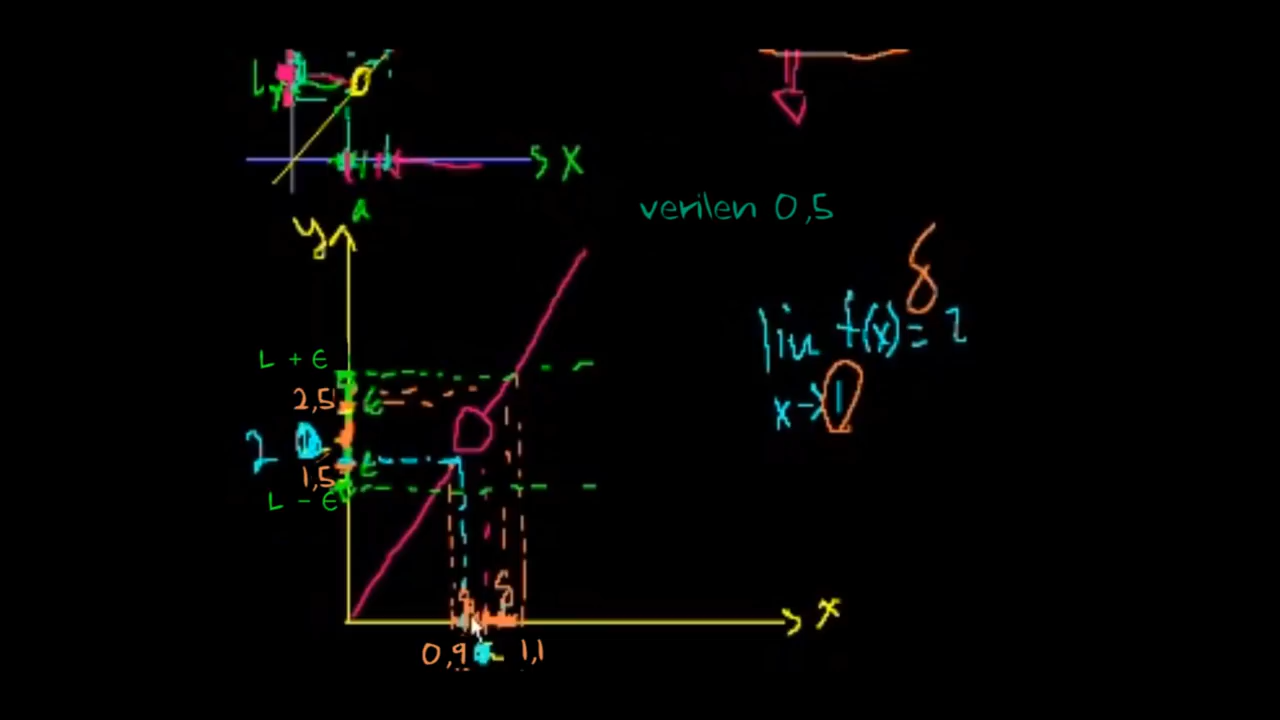 L
X
a
verilen 0,5
y
δ
lim f(x) = 2
x→1
L + ϵ
2,5
ϵ
2
ϵ
1,5
L - ϵ
δ
x
0,9
1,1